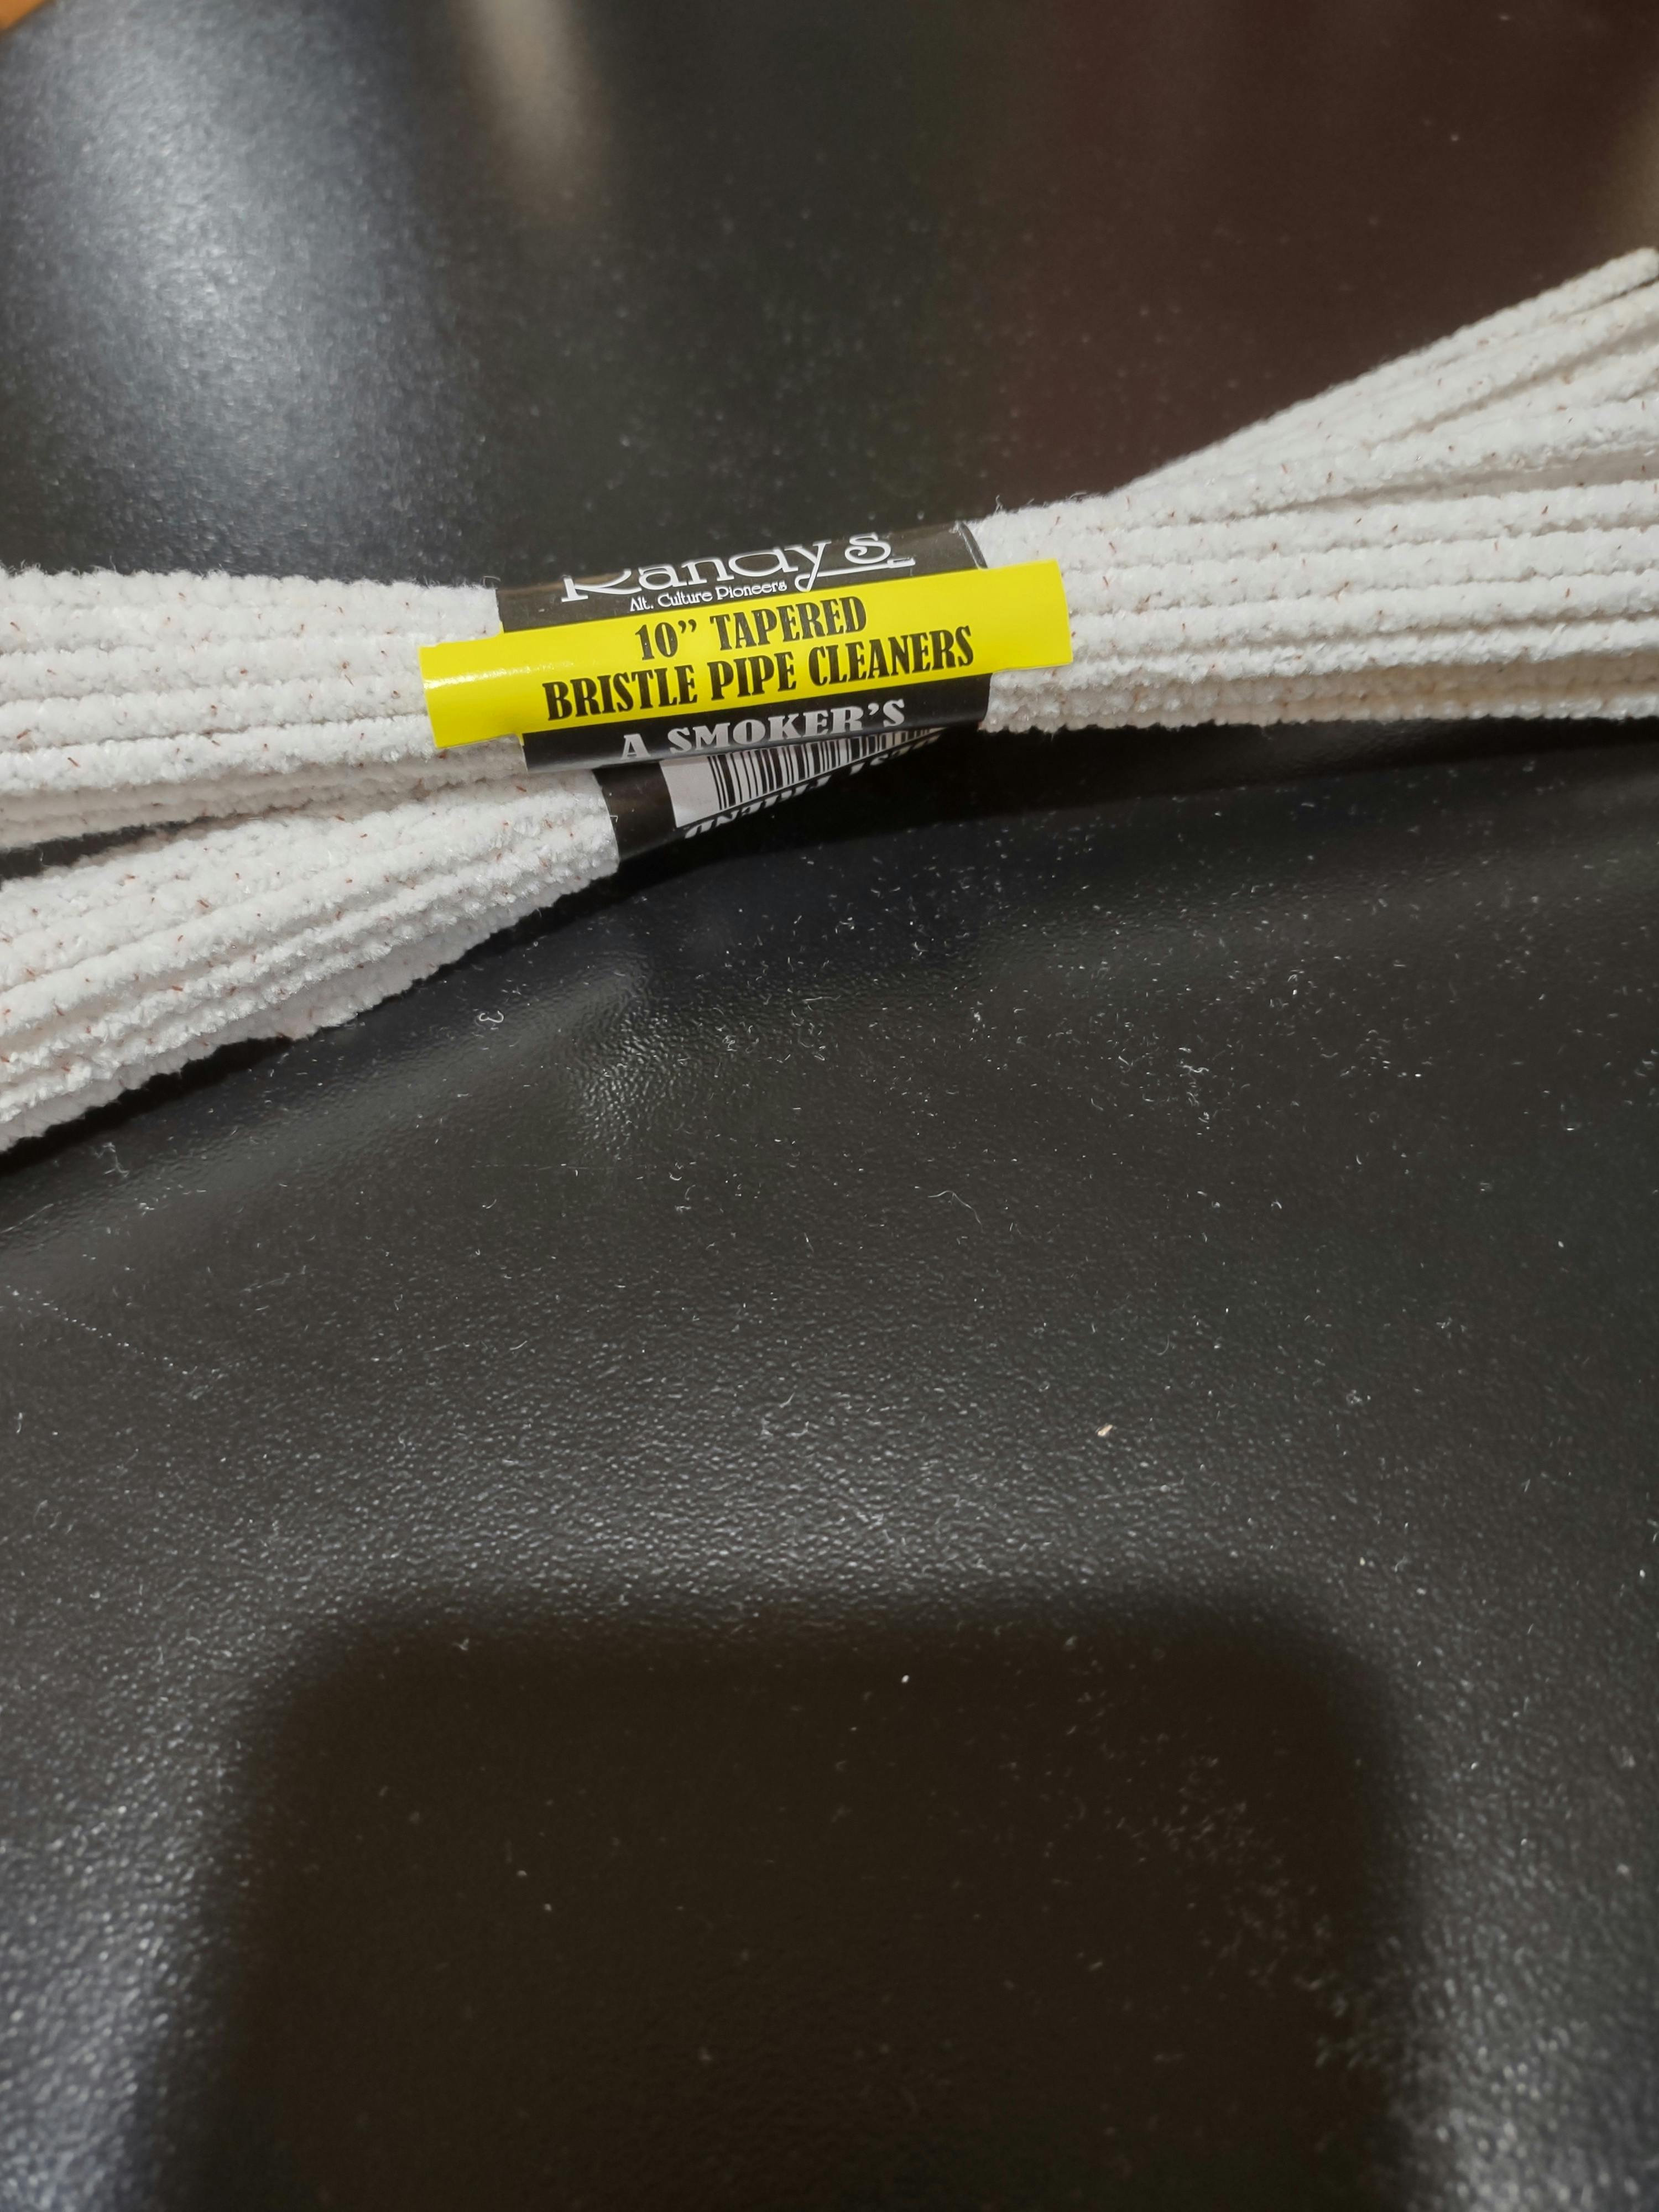 Randy's
Alt. Culture Pioneers
10” TAPERED
BRISTLE PIPE CLEANERS
A SMOKER'S